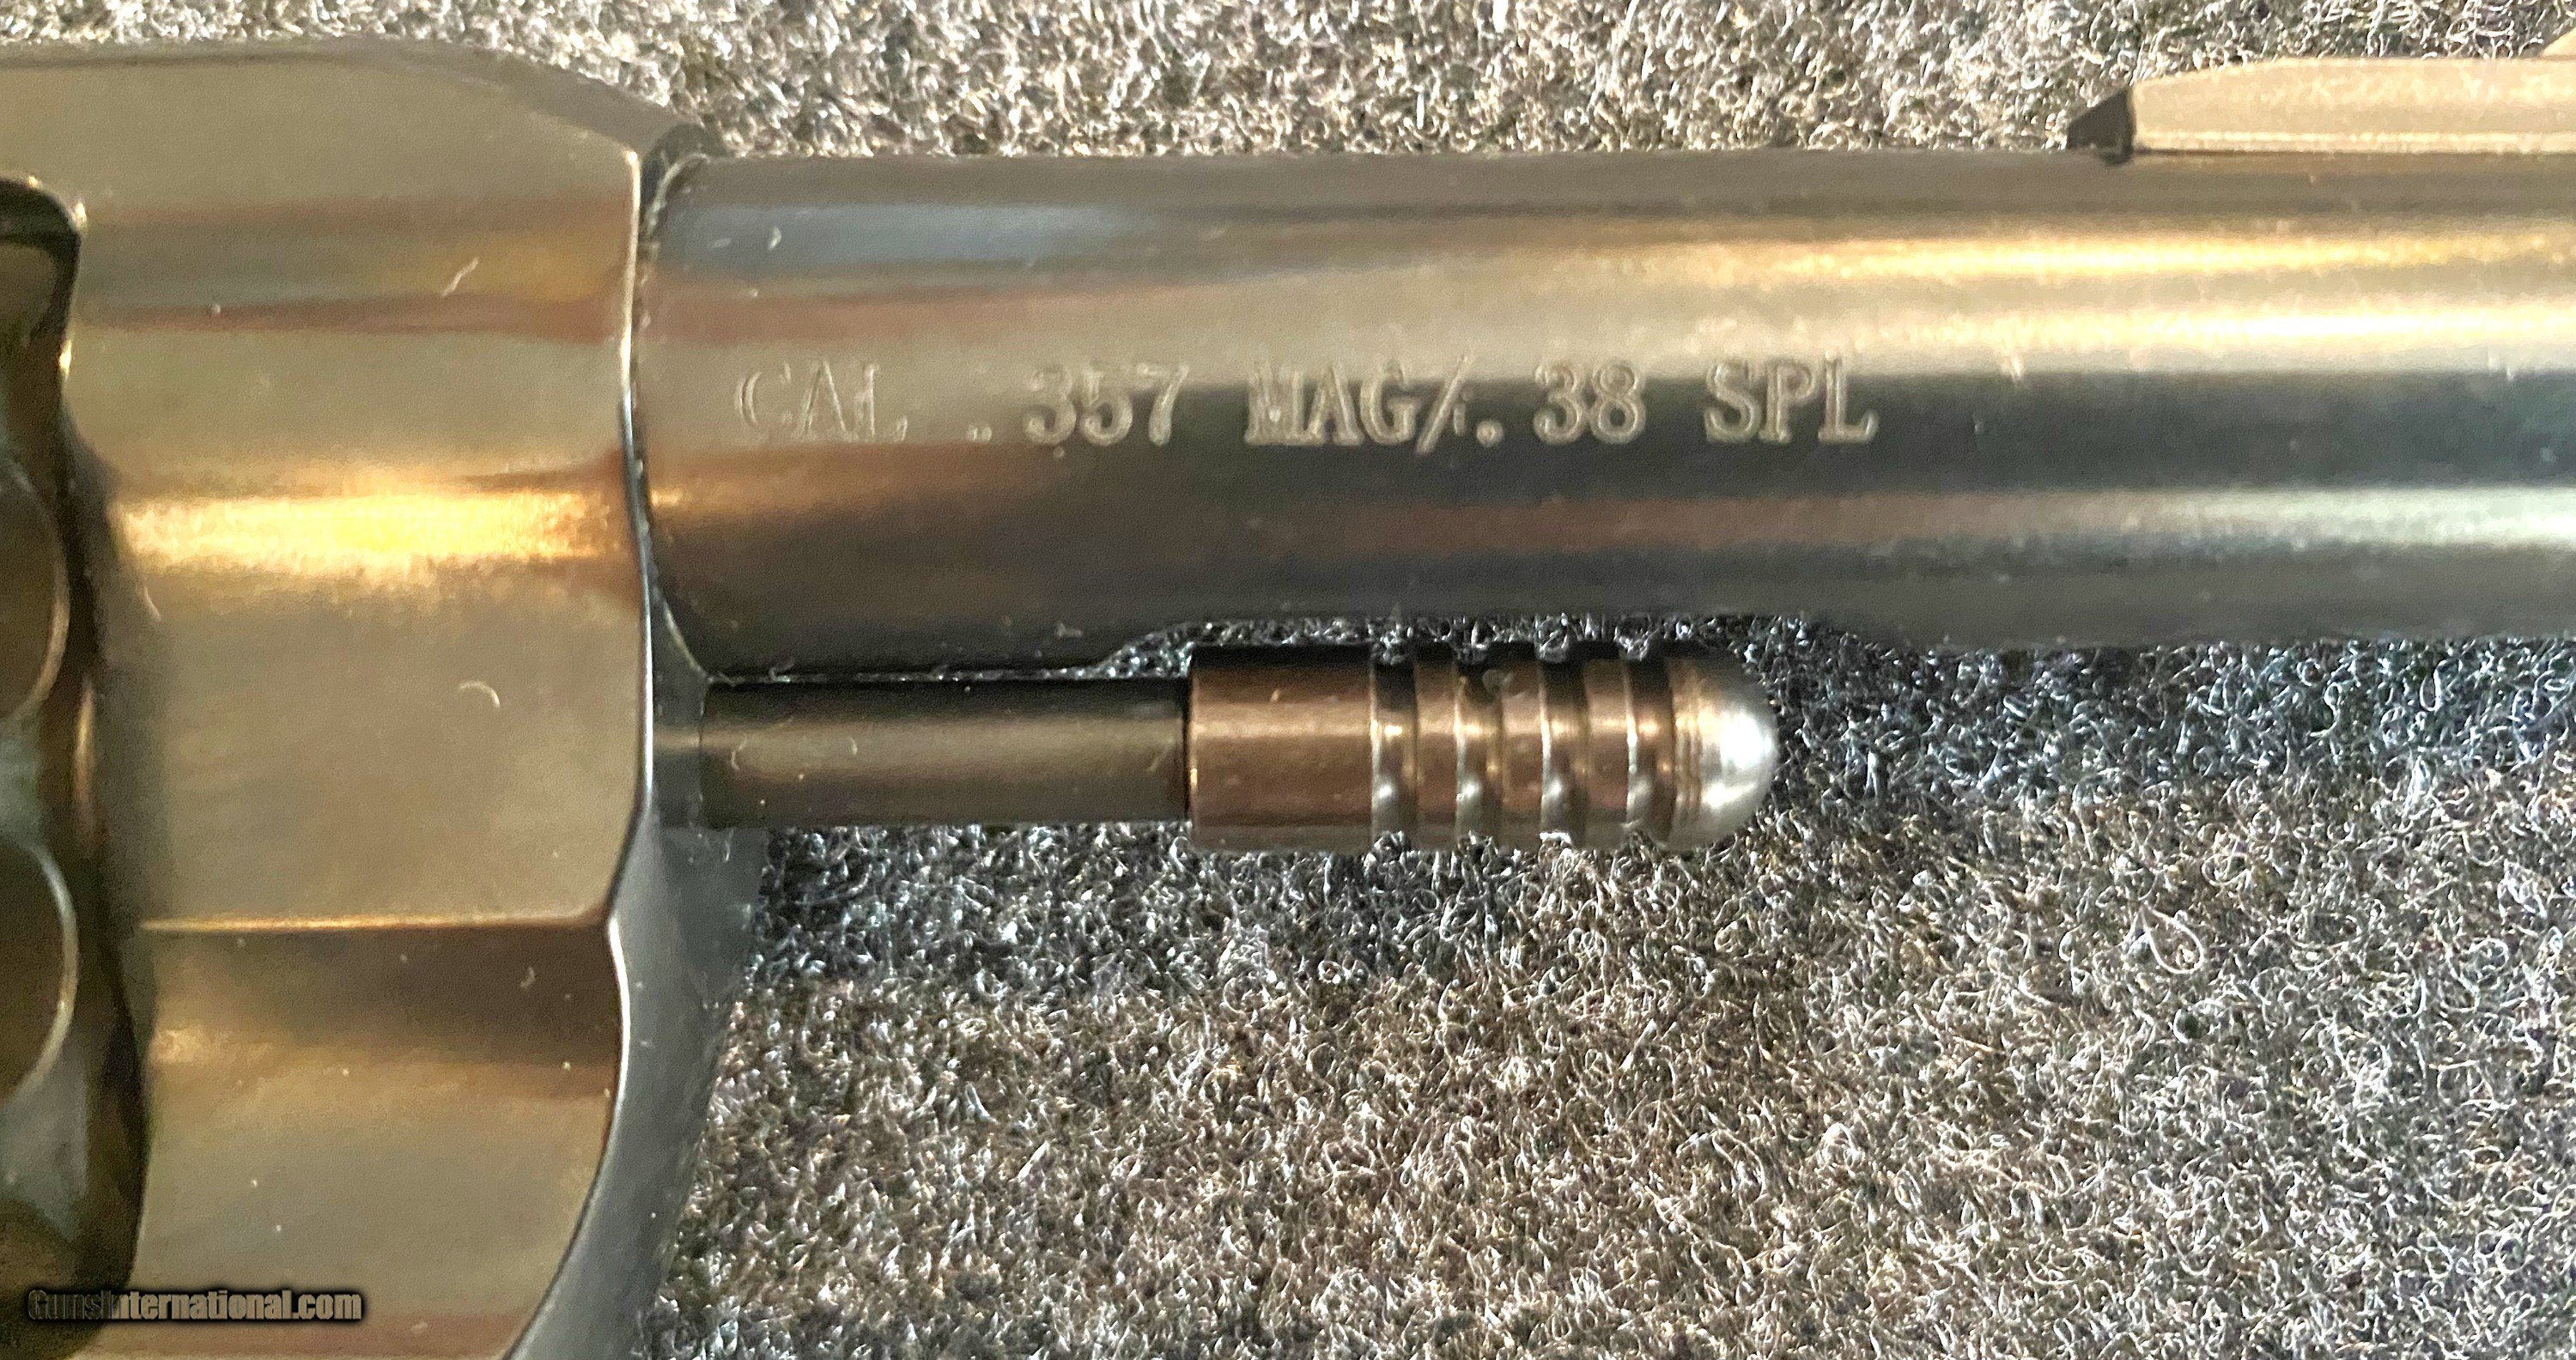 CAL .357 MAG/.38 SPL
GunsInternational.com